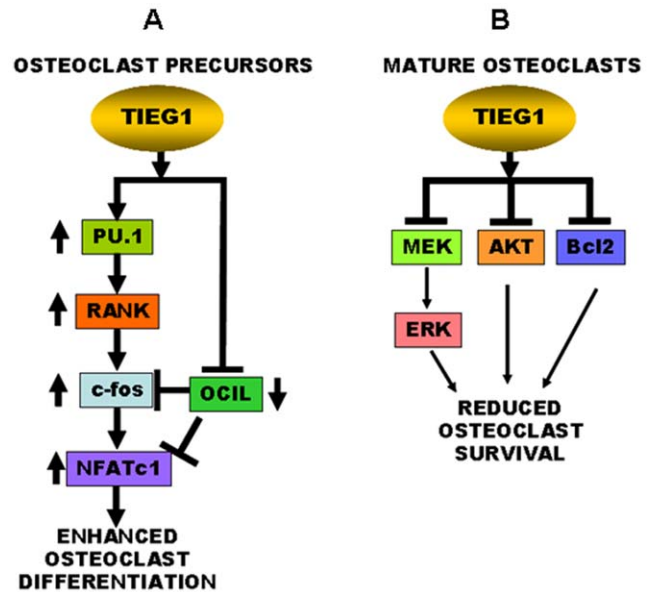 A
OSTEOCLAST PRECURSORS
TIEG1
PU.1
RANK
c-fos
OCIL
NFATc1
ENHANCED
OSTEOCLAST
DIFFERENTIATION
B
MATURE OSTEOCLASTS
TIEG1
MEK
AKT
Bcl2
ERK
REDUCED
OSTEOCLAST
SURVIVAL